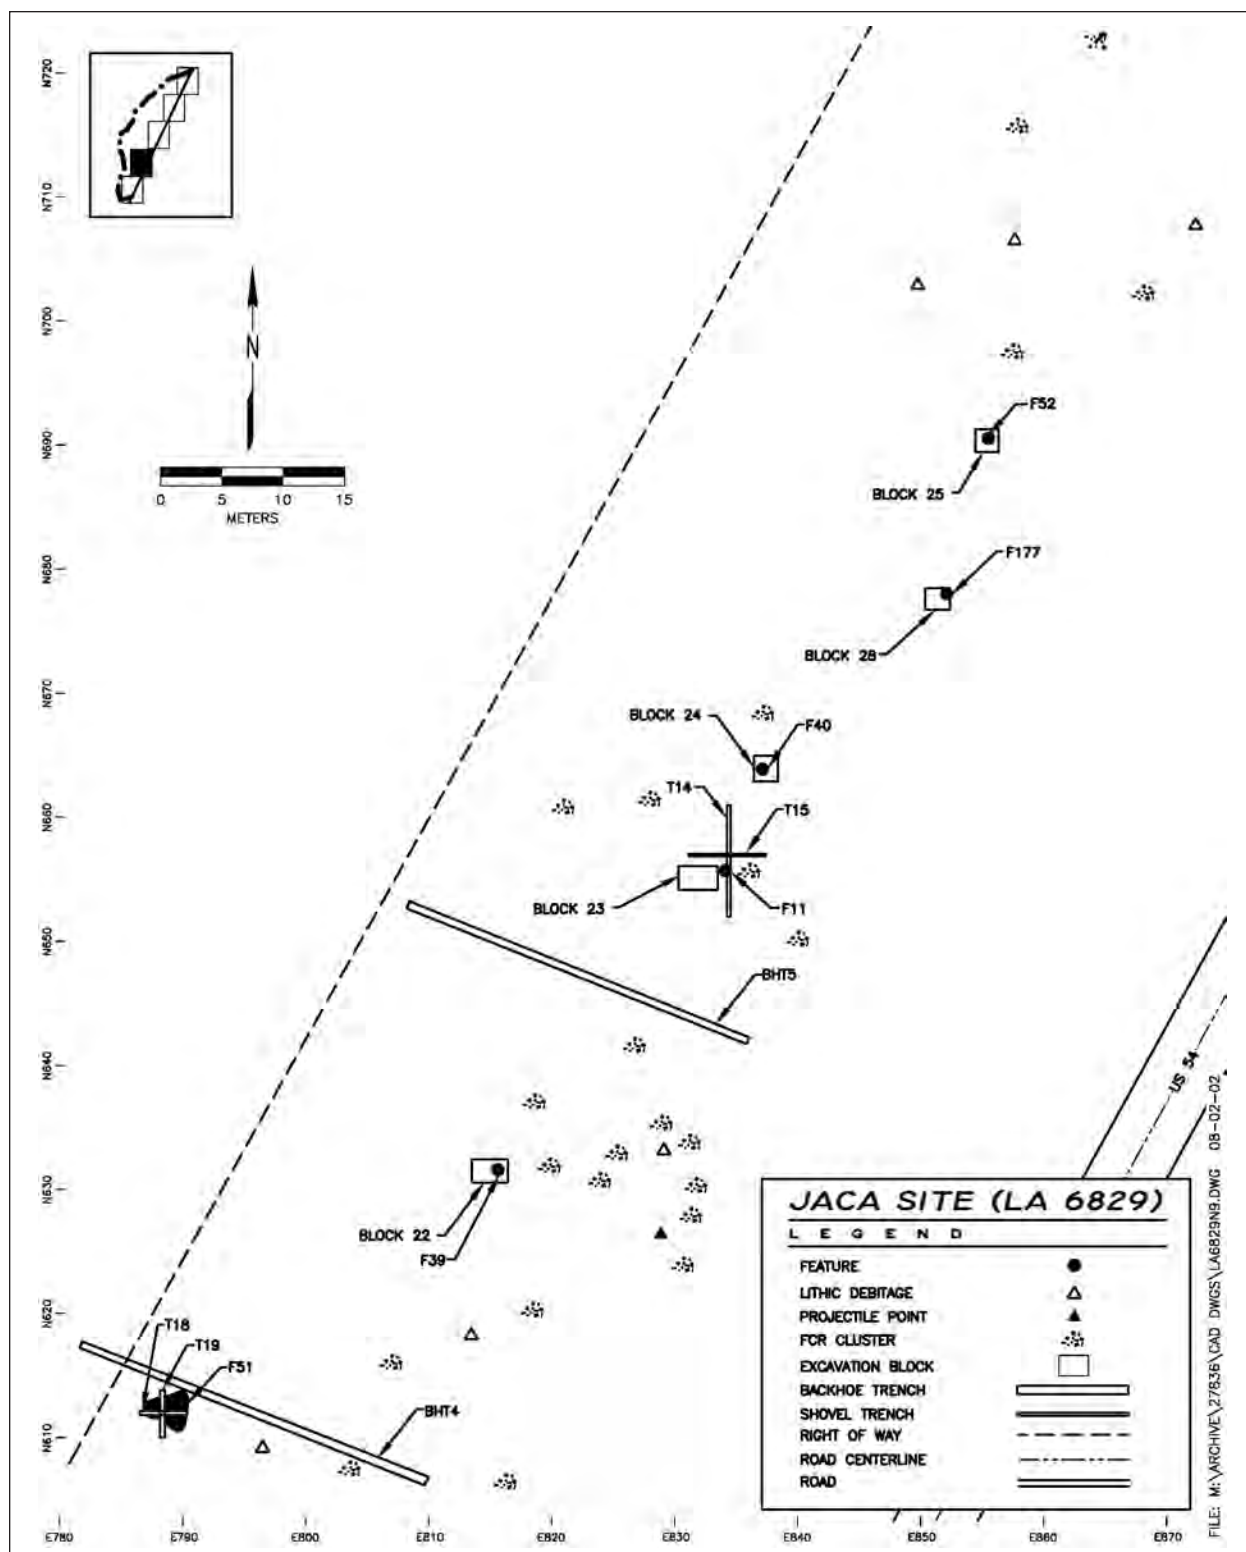 N720
N710
N700
N690
N680
N670
N660
N650
N640
N630
N620
N610
N
0 5 10 15
METERS
F52
BLOCK 25
F177
BLOCK 28
BLOCK 24
F40
T14
T15
BLOCK 23
F11
BHT5
US 54
BLOCK 22
F39
T18
T19
F51
BHT4
JACA SITE (LA 6829)
LEGEND
FEATURE
LITHIC DEBITAGE
PROJECTILE POINT
FCR CLUSTER
EXCAVATION BLOCK
BACKHOE TRENCH
SHOVEL TRENCH
RIGHT OF WAY
ROAD CENTERLINE
ROAD
E780 E790 E800 E810 E820 E830 E840 E850 E860 E870
FILE: M:\ARCHIVE\27836\CAD DWGS\LA6829N9.DWG 08-02-02